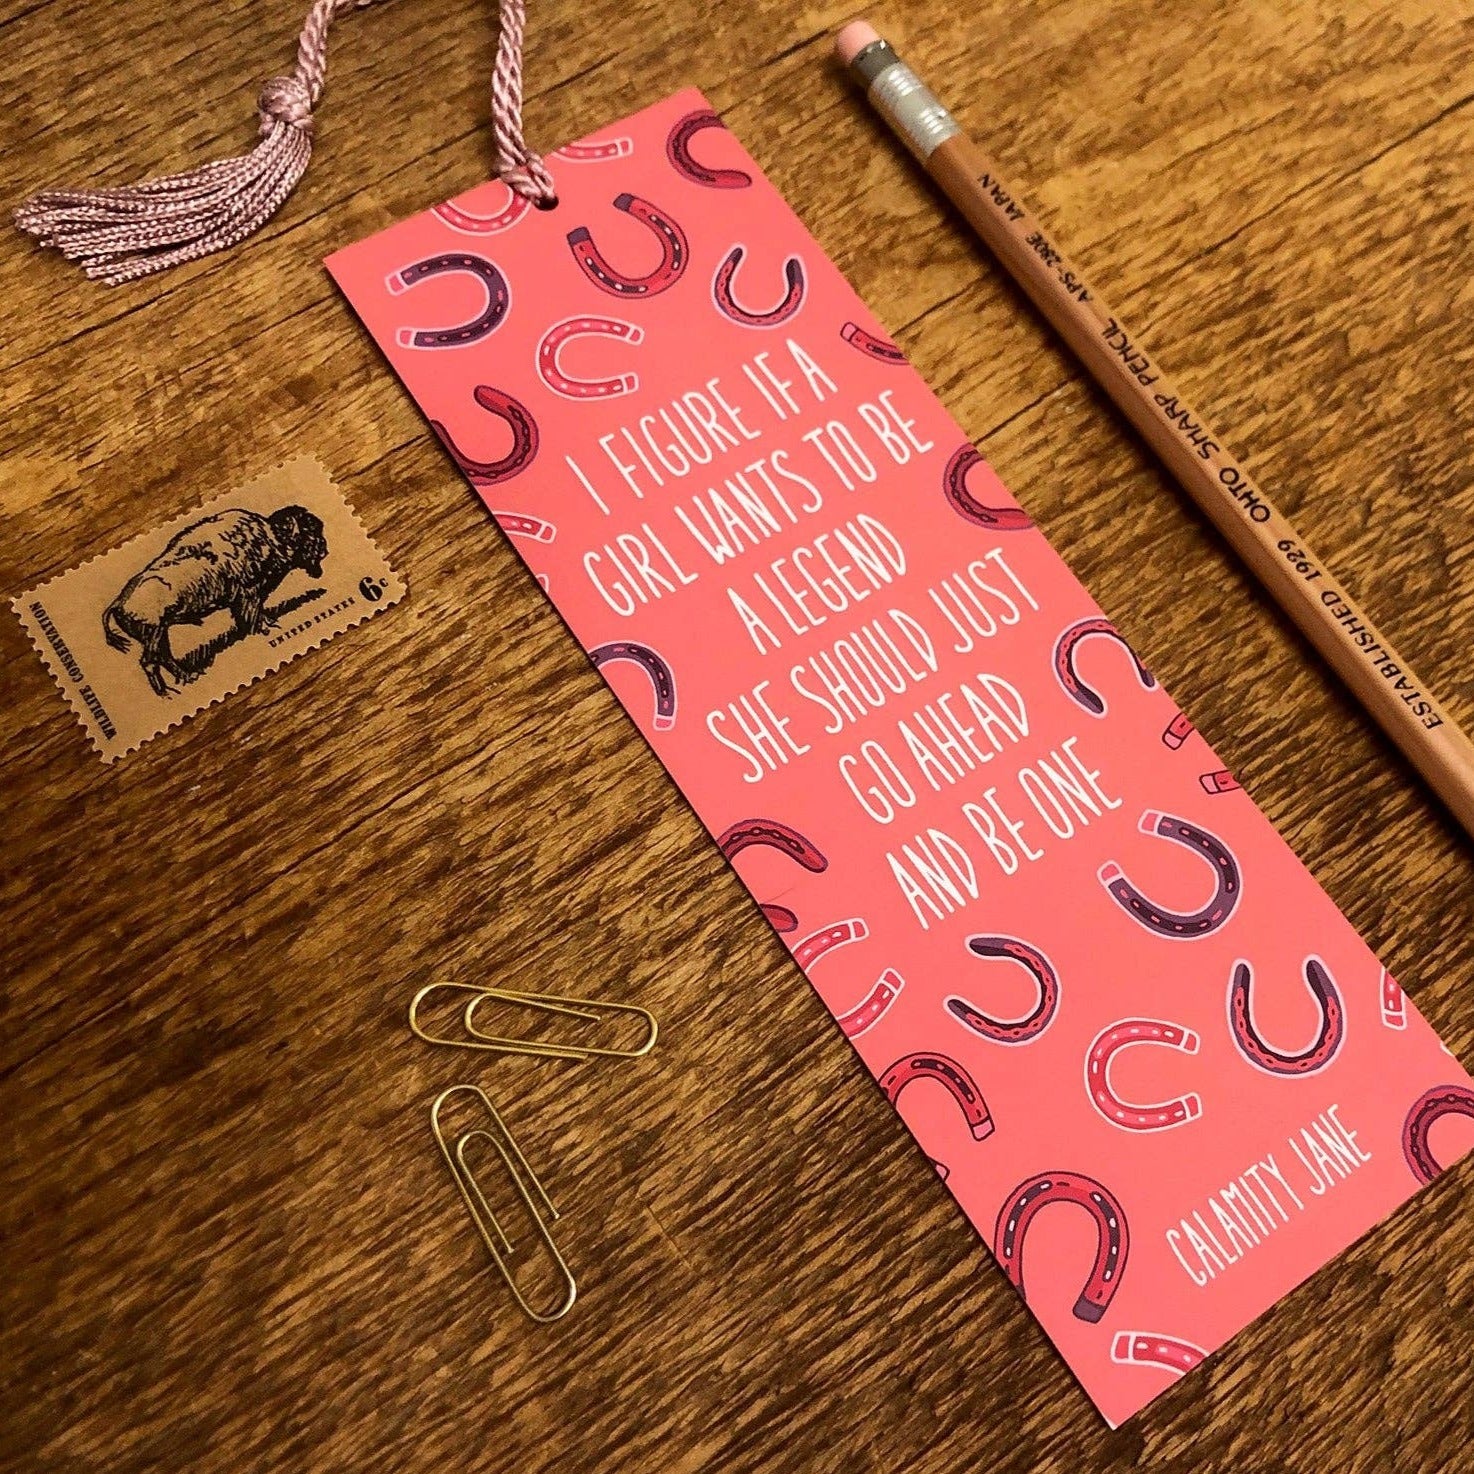 I FIGURE IF A
GIRL WANTS TO BE
A LEGEND
SHE SHOULD JUST
GO AHEAD
AND BE ONE
CALAMITY JANE
WILDLIFE CONSERVATION
UNITED STATES 6c
ESTABLISHED 1929 OHTO SHARP PENCIL APS-280E JAPAN